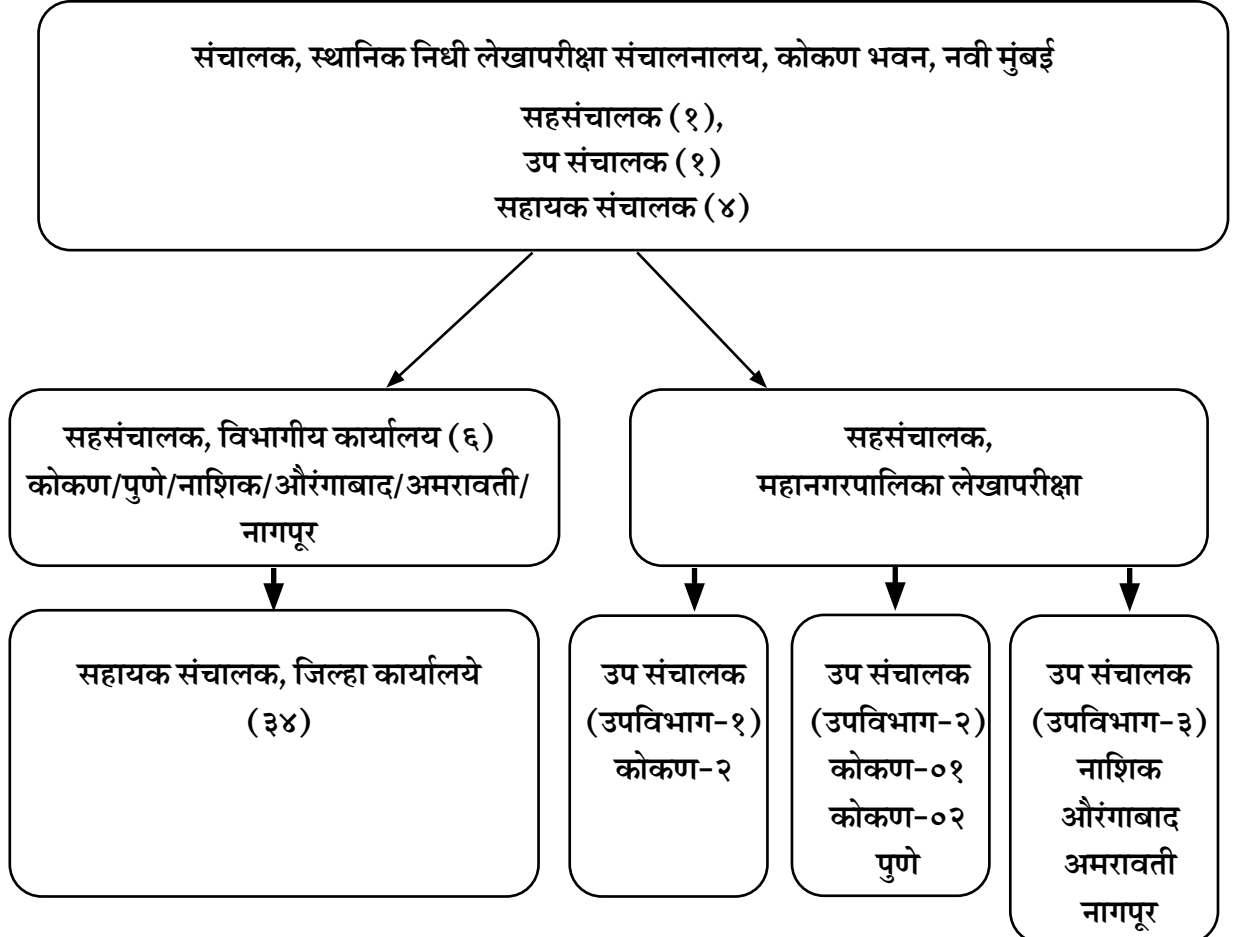 संचालक, स्थानिक निधी लेखापरीक्षा संचालनालय, कोकण भवन, नवी मुंबई
सहसंचालक (१),
उप संचालक (१)
सहायक संचालक (४)
सहसंचालक, विभागीय कार्यालय (६)
कोकण/पुणे/नाशिक/औरंगाबाद/अमरावती/
नागपूर
सहसंचालक,
महानगरपालिका लेखापरीक्षा
सहायक संचालक, जिल्हा कार्यालये
(३४)
उप संचालक
(उपविभाग-१)
कोकण-२
उप संचालक
(उपविभाग-२)
कोकण-०१
कोकण-०२
पुणे
उप संचालक
(उपविभाग-३)
नाशिक
औरंगाबाद
अमरावती
नागपूर